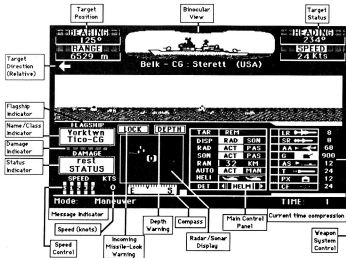 Target Position
Binocular View
Target Status
BEARING
125°
RANGE
6529 m
HEADING
234°
SPEED
24 Kts
Target Direction (Relative)
Belk - CG : Sterett (USA)
Flagship Indicator
Name/Class Indicator
Damage Indicator
Status Indicator
FLAGSHIP
Yorktwn
Tico-CG
DAMAGE
rest
STATUS
SPEED KTS
0
LOCK DEPTH
TAR REM
DISP RAD SON
RAD ACT PAS
SON ACT PAS
RAN 32 16 8
AUTO ACT MAN
HELI
DET HELM
LR 8
SR 8
AA 60
G 900
AS 12
T 24
PX 12
CF 24
Mode: Maneuver
Time: 1
Message Indicator
Speed (knots)
Speed Control
Incoming Missile-Lock Warning
Depth Warning
Compass
Radar/Sonar Display
Main Control Panel
Current time compression
Weapon System Control